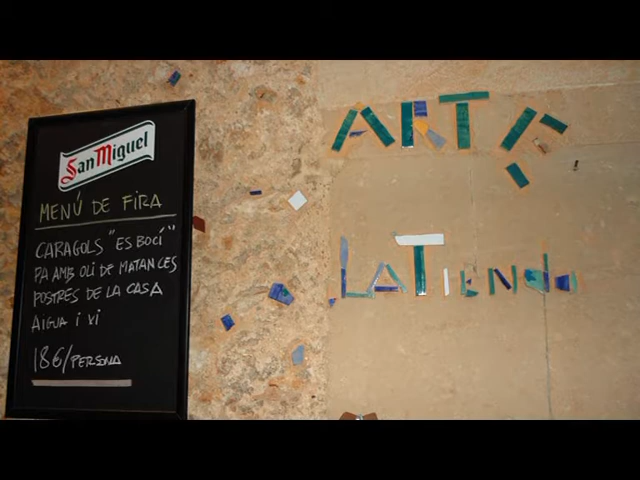 San Miguel
MENÚ DE FIRA
CARAGOLS "ES BOCÍ"
PA AMB OLI DE MATANCES
POSTRES DE LA CASA
AIGUA I VI
18€/PERSONA
LATIENDA